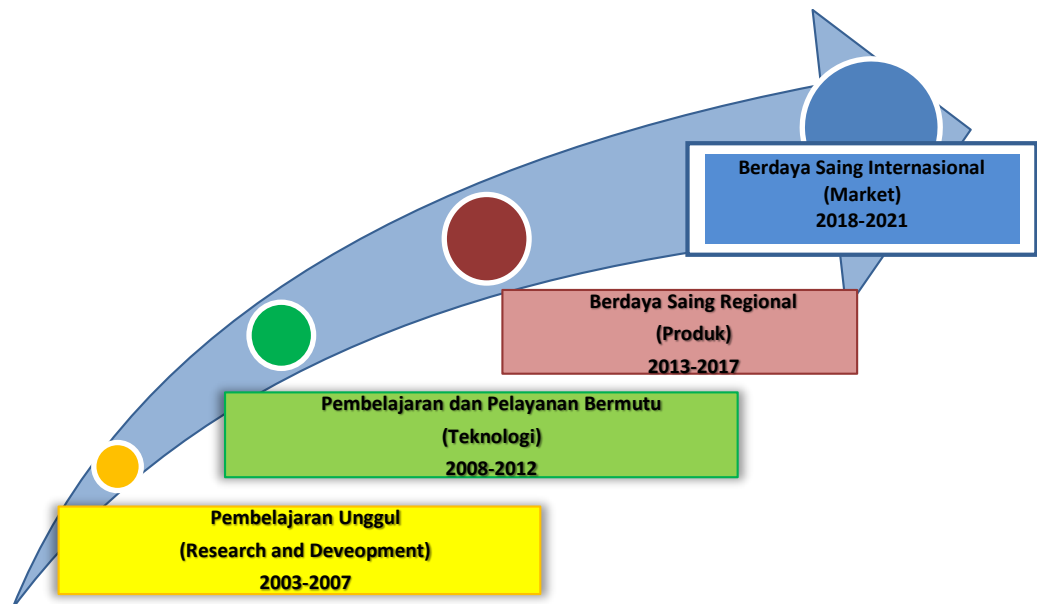 Berdaya Saing Internasional
(Market)
2018-2021
Berdaya Saing Regional
(Produk)
2013-2017
Pembelajaran dan Pelayanan Bermutu
(Teknologi)
2008-2012
Pembelajaran Unggul
(Research and Deveopment)
2003-2007